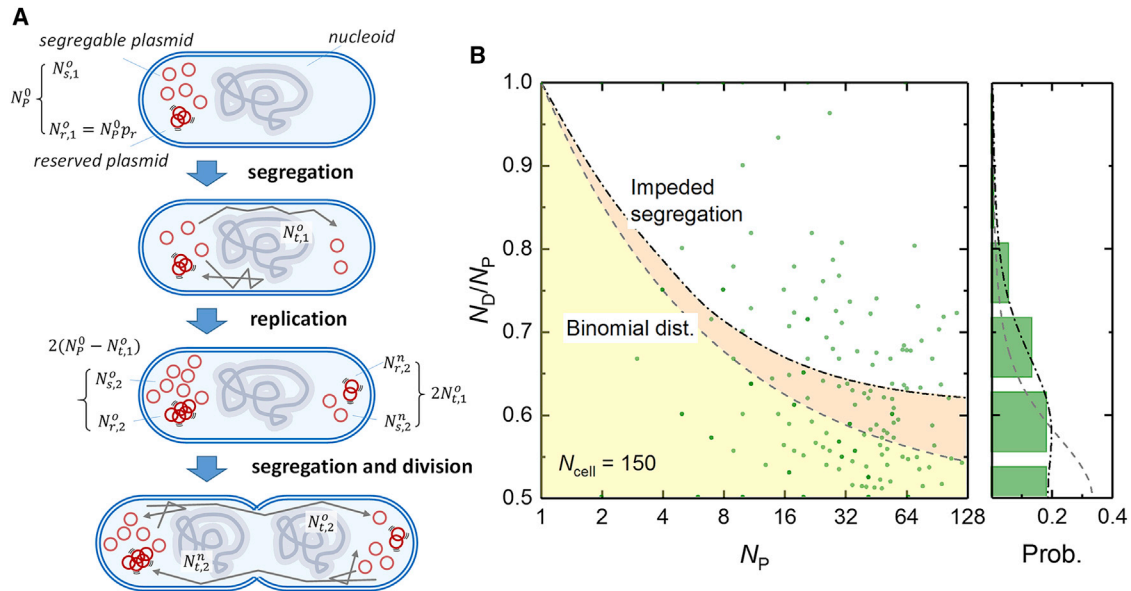 A
segregable plasmid
nucleoid
N_{s,1}^o
N_P^0
N_{r,1}^o = N_P^0 p_r
reserved plasmid
segregation
N_{t,1}^o
replication
2(N_P^0 − N_{t,1}^o)
N_{s,2}^o
N_{r,2}^o
N_{r,2}^n
2N_{t,1}^o
N_{s,2}^n
segregation and division
N_{t,2}^o
N_{t,2}^n
B
1.0
0.9
0.8
0.7
0.6
0.5
N_D/N_P
Impeded
segregation
Binomial dist.
N_cell = 150
1 2 4 8 16 32 64 128
N_P
0.2 0.4
Prob.